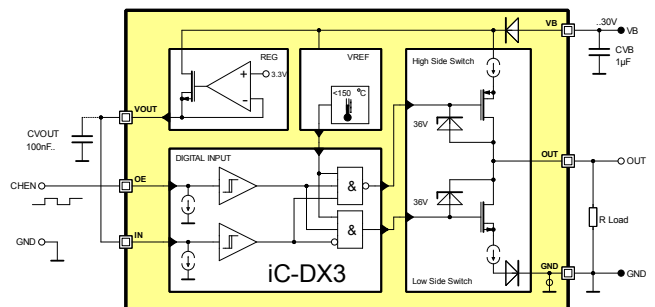 VB
..30V
VB
CVB
1µF
REG
VREF
High Side Switch
3.3V
+
−
<150 °C
VOUT
CVOUT
100nF..
36V
DIGITAL INPUT
OE
CHEN
&
OUT
OUT
36V
&
R Load
IN
GND
iC-DX3
Low Side Switch
GND
GND